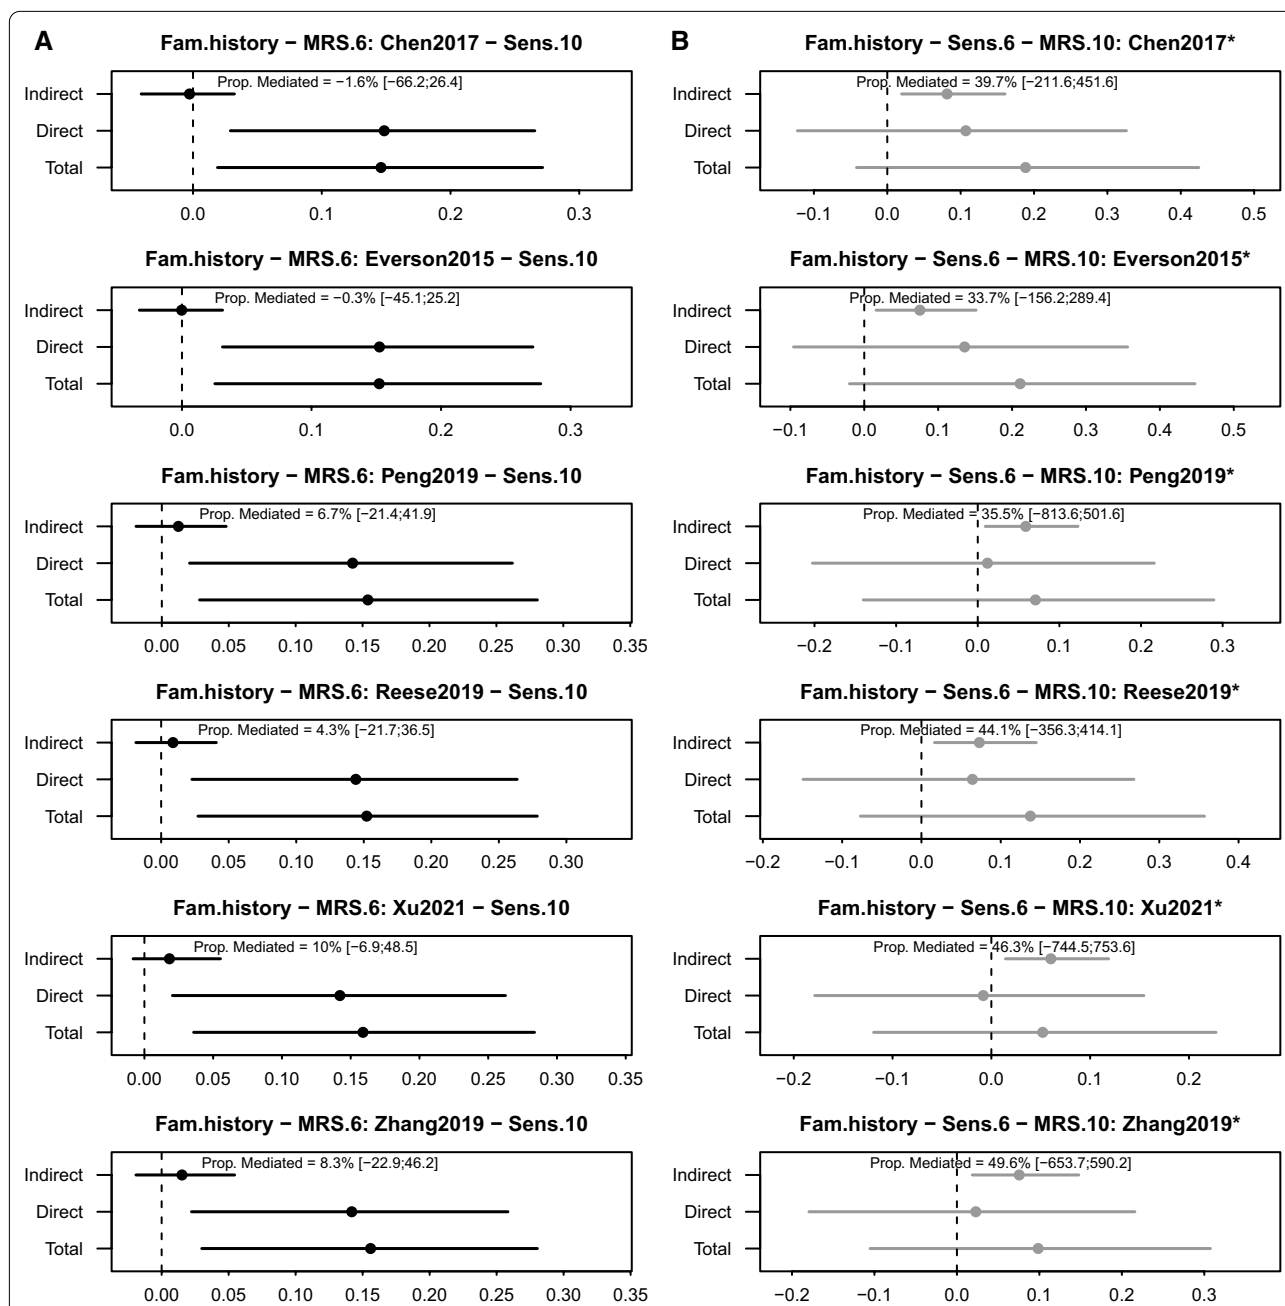 A
Fam.history − MRS.6: Chen2017 − Sens.10
Prop. Mediated = −1.6% [−66.2;26.4]
Indirect
Direct
Total
0.0 0.1 0.2 0.3
Fam.history − MRS.6: Everson2015 − Sens.10
Prop. Mediated = −0.3% [−45.1;25.2]
Indirect
Direct
Total
0.0 0.1 0.2 0.3
Fam.history − MRS.6: Peng2019 − Sens.10
Prop. Mediated = 6.7% [−21.4;41.9]
Indirect
Direct
Total
0.00 0.05 0.10 0.15 0.20 0.25 0.30 0.35
Fam.history − MRS.6: Reese2019 − Sens.10
Prop. Mediated = 4.3% [−21.7;36.5]
Indirect
Direct
Total
0.00 0.05 0.10 0.15 0.20 0.25 0.30
Fam.history − MRS.6: Xu2021 − Sens.10
Prop. Mediated = 10% [−6.9;48.5]
Indirect
Direct
Total
0.00 0.05 0.10 0.15 0.20 0.25 0.30 0.35
Fam.history − MRS.6: Zhang2019 − Sens.10
Prop. Mediated = 8.3% [−22.9;46.2]
Indirect
Direct
Total
0.00 0.05 0.10 0.15 0.20 0.25 0.30 0.35
B
Fam.history − Sens.6 − MRS.10: Chen2017*
Prop. Mediated = 39.7% [−211.6;451.6]
Indirect
Direct
Total
−0.1 0.0 0.1 0.2 0.3 0.4 0.5
Fam.history − Sens.6 − MRS.10: Everson2015*
Prop. Mediated = 33.7% [−156.2;289.4]
Indirect
Direct
Total
−0.1 0.0 0.1 0.2 0.3 0.4 0.5
Fam.history − Sens.6 − MRS.10: Peng2019*
Prop. Mediated = 35.5% [−813.6;501.6]
Indirect
Direct
Total
−0.2 −0.1 0.0 0.1 0.2 0.3
Fam.history − Sens.6 − MRS.10: Reese2019*
Prop. Mediated = 44.1% [−356.3;414.1]
Indirect
Direct
Total
−0.2 −0.1 0.0 0.1 0.2 0.3 0.4
Fam.history − Sens.6 − MRS.10: Xu2021*
Prop. Mediated = 46.3% [−744.5;753.6]
Indirect
Direct
Total
−0.2 −0.1 0.0 0.1 0.2
Fam.history − Sens.6 − MRS.10: Zhang2019*
Prop. Mediated = 49.6% [−653.7;590.2]
Indirect
Direct
Total
−0.2 −0.1 0.0 0.1 0.2 0.3